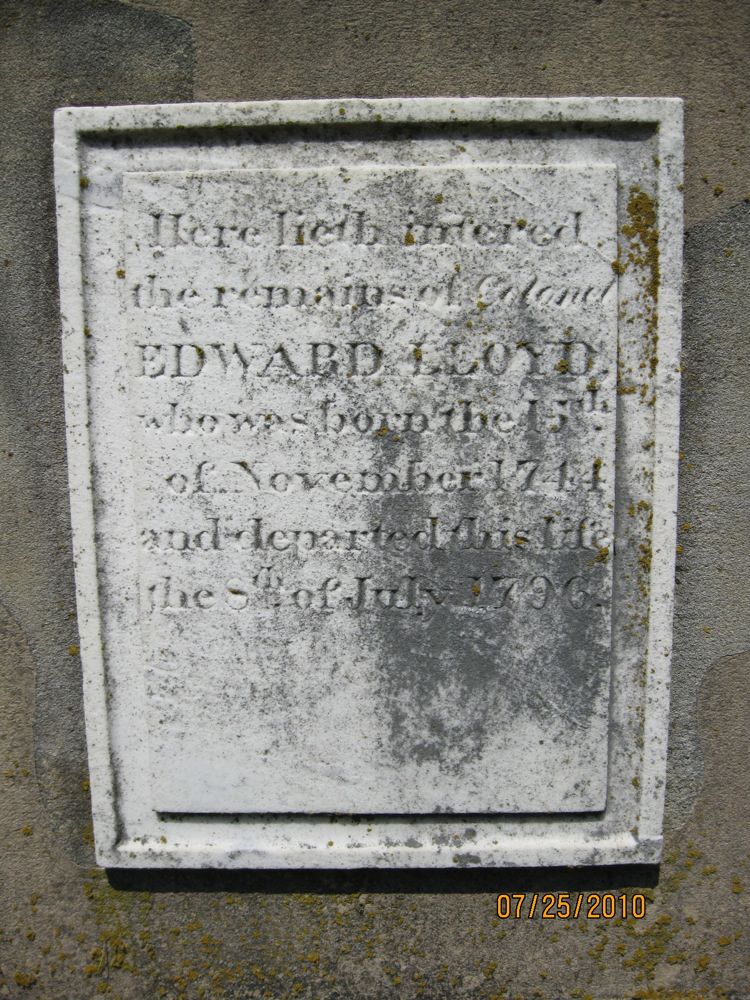 Here lieth intered
the remains of Colonel
EDWARD LLOYD.
who was born the 15th.
of November 1744
and departed this life
the 8th of July 1796.
07/25/2010